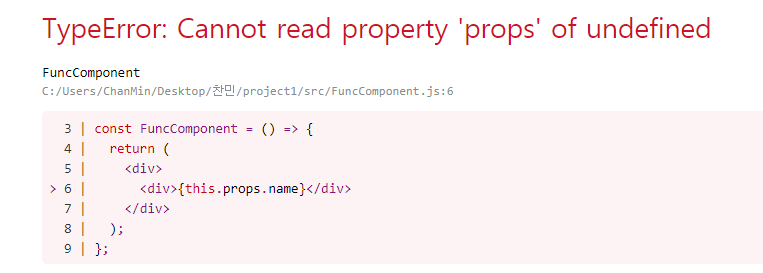 TypeError: Cannot read property 'props' of undefined
FuncComponent
C:/Users/ChanMin/Desktop/찬민/project1/src/FuncComponent.js:6
  3 | const FuncComponent = () => {
  4 |   return (
  5 |     <div>
> 6 |       <div>{this.props.name}</div>
  7 |     </div>
  8 |   );
  9 | };